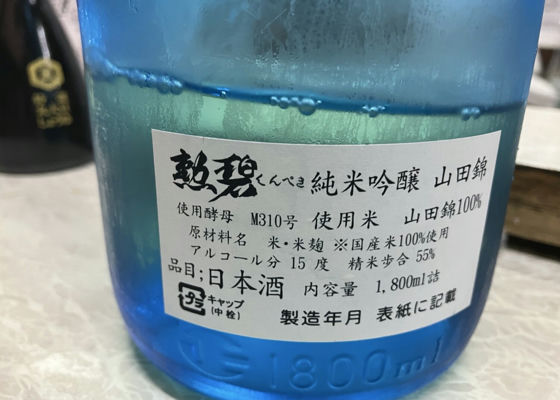 勲碧 くんぺき 純米吟醸 山田錦
使用酵母 M310号 使用米 山田錦100%
原材料名 米・米麹 ※国産米100%使用
アルコール分 15度 精米歩合 55%
品目;日本酒 内容量 1,800ml詰
プラ キャップ (中栓) 製造年月 表紙に記載
1800ml